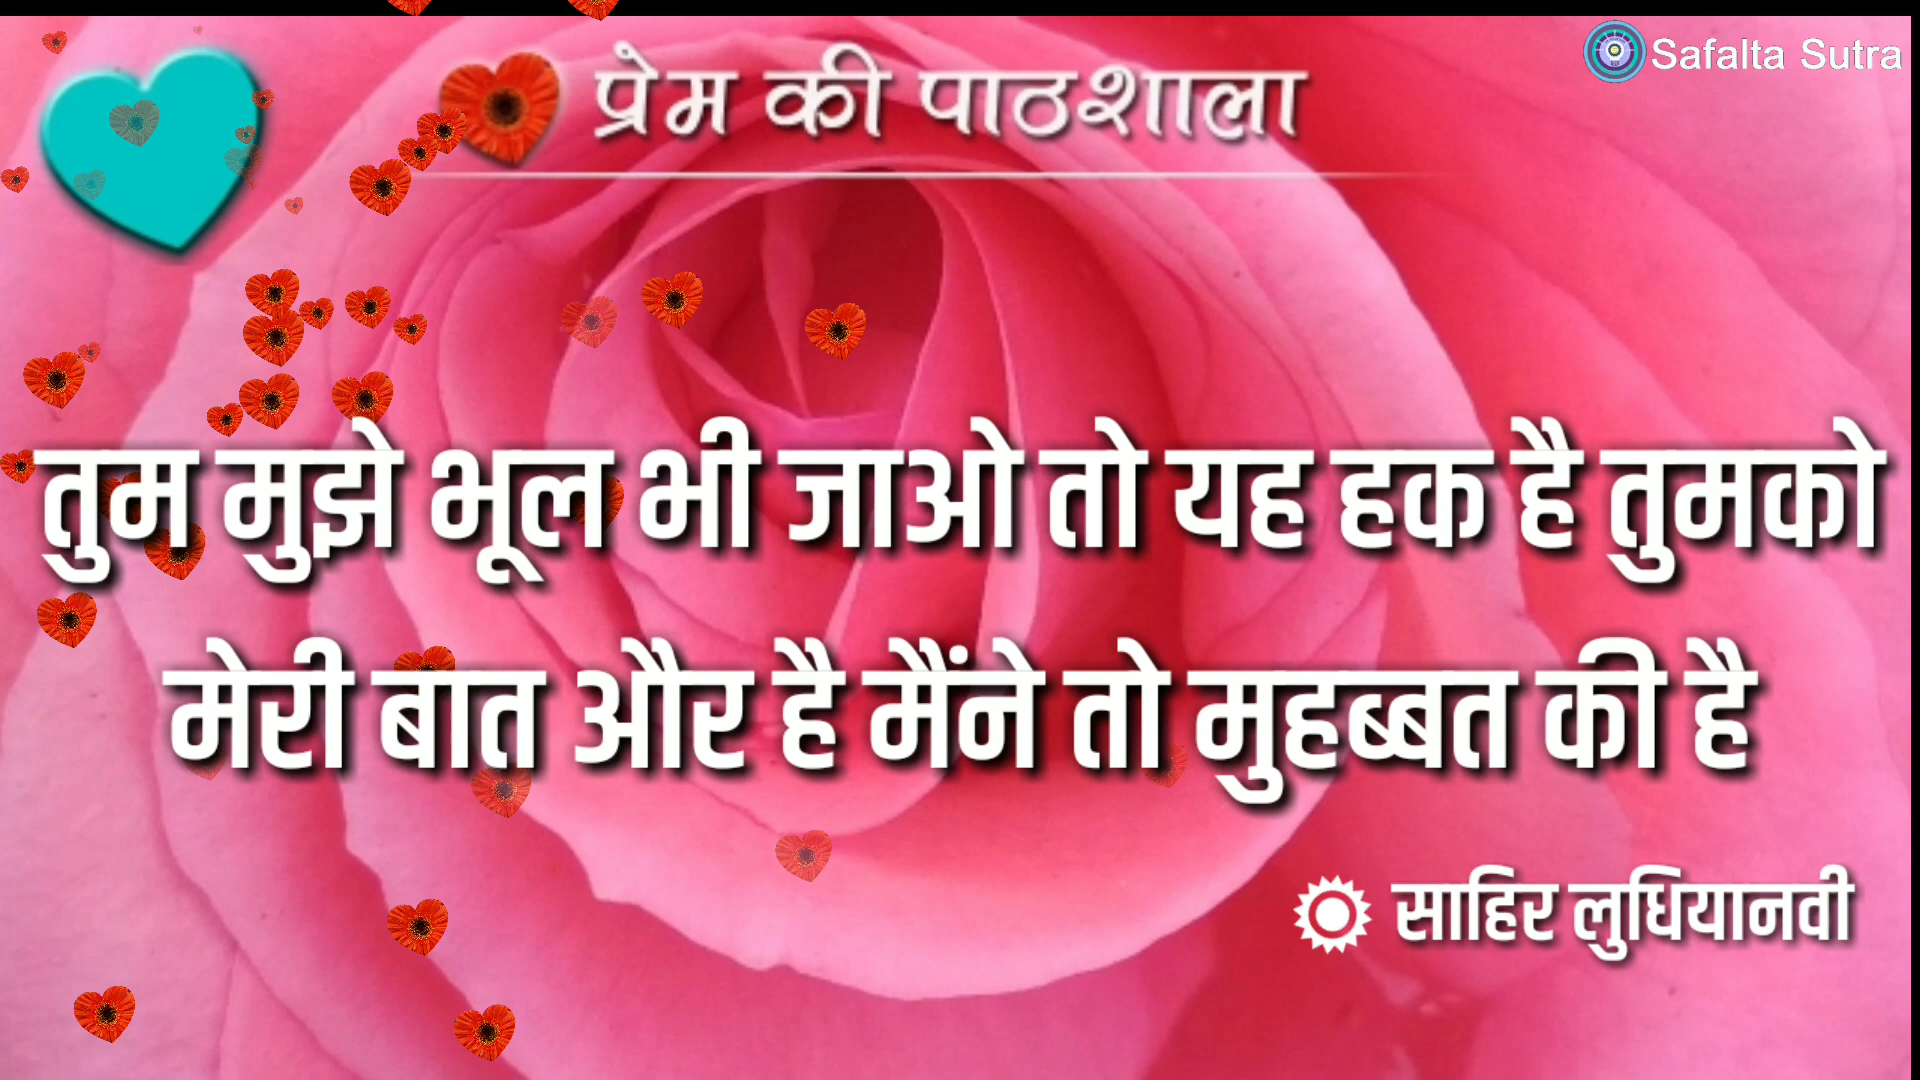 Safalta Sutra
प्रेम की पाठशाला
तुम मुझे भूल भी जाओ तो यह हक है तुमको
मेरी बात और है मैंने तो मुहब्बत की है
साहिर लुधियानवी